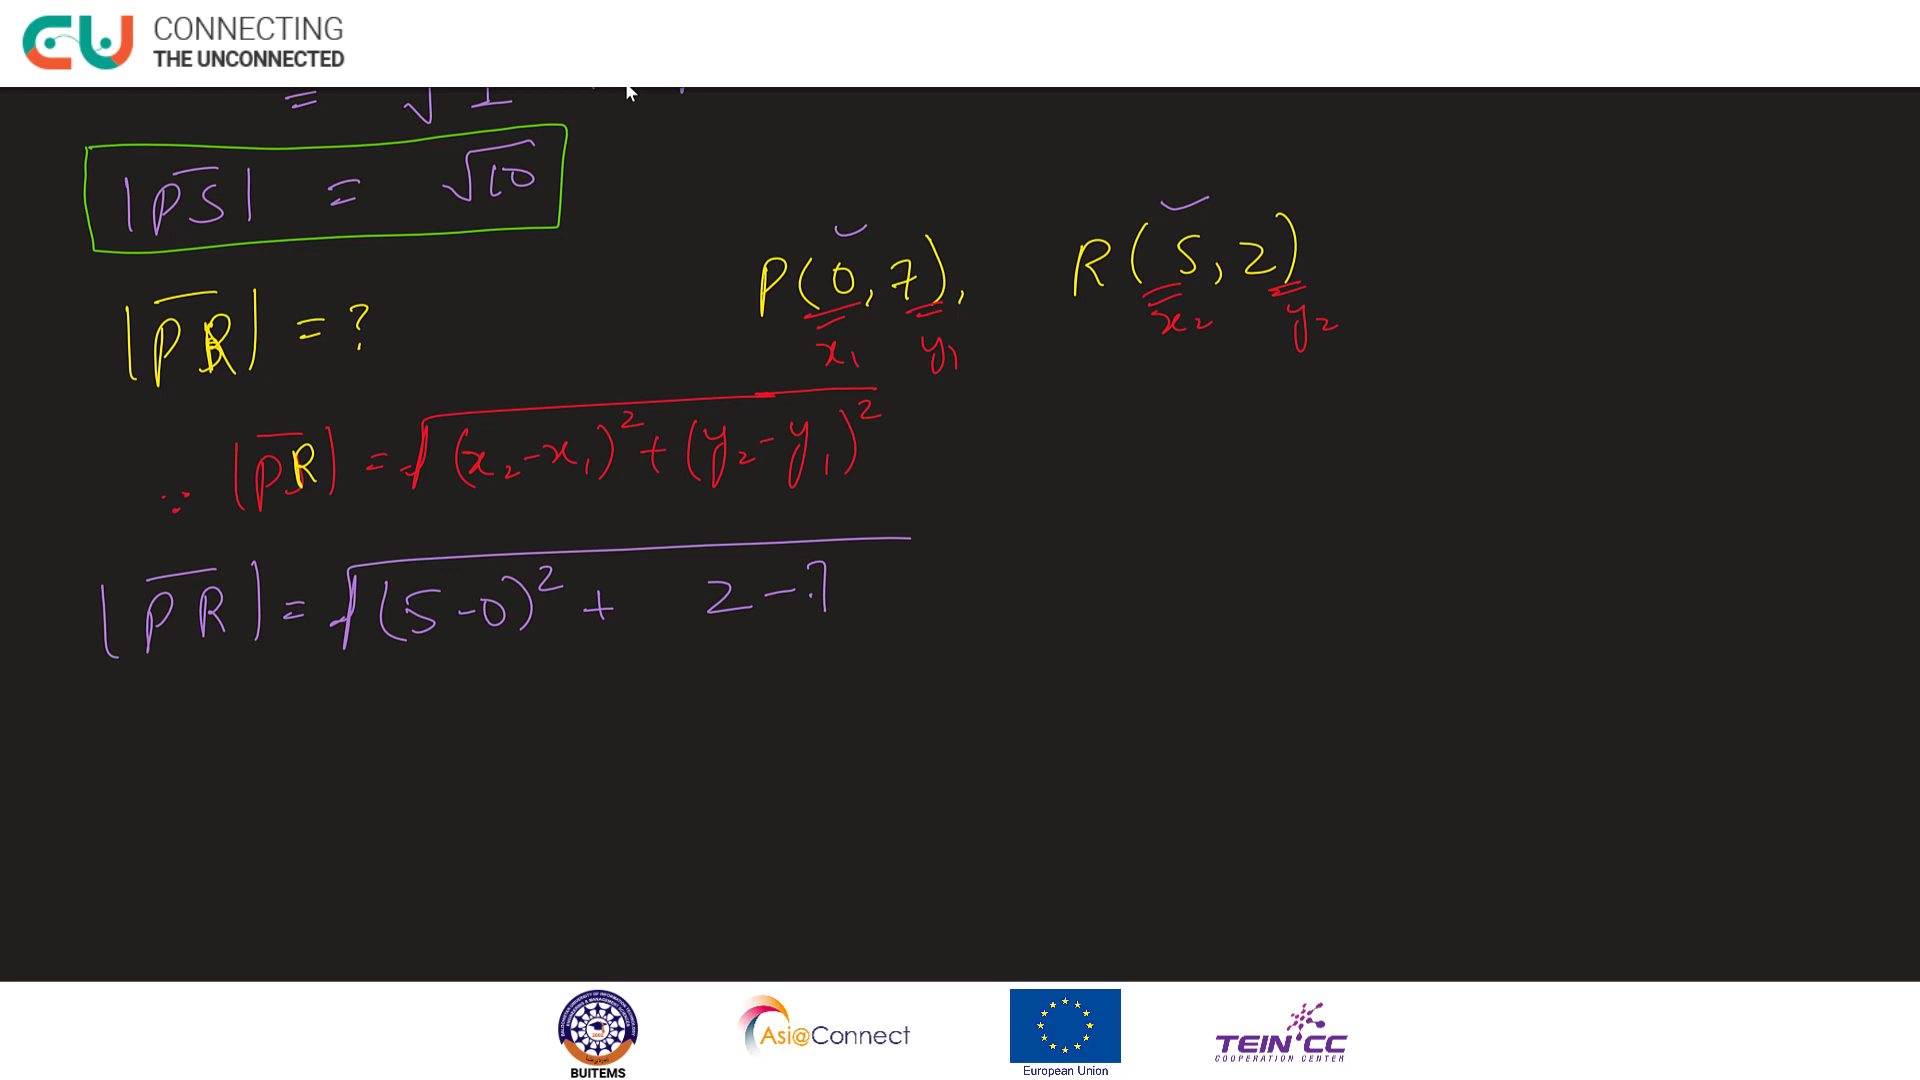 CONNECTING
THE UNCONNECTED
= √1
|PS| = √10
P(0,7), R(5,2)
x₁ y₁ x₂ y₂
|PR| = ?
∵ |PR| = √(x₂-x₁)² + (y₂-y₁)²
|PR| = √(5-0)² + 2-7
BUITEMS
Asi@Connect
European Union
TEIN*CC
COOPERATION CENTER